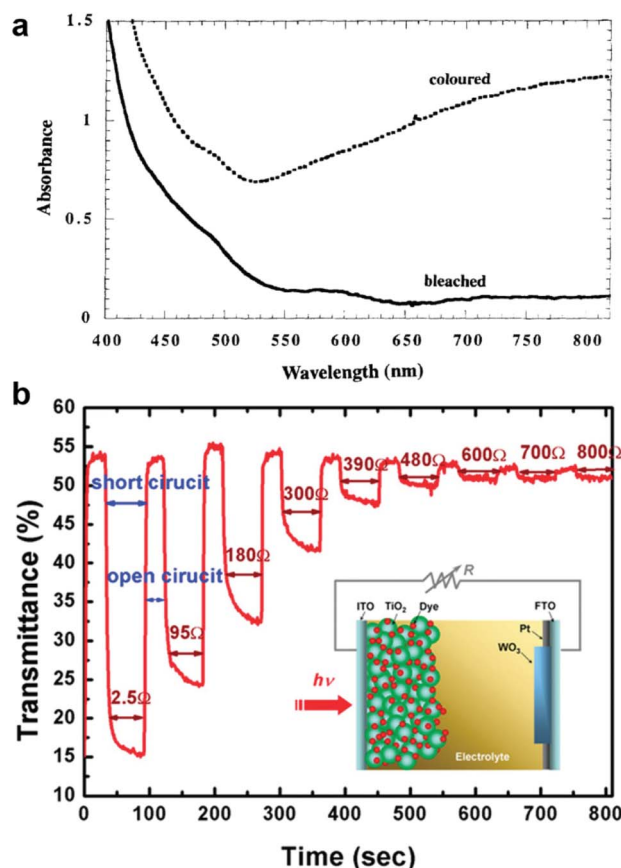 a
1.5
1
0.5
0
Absorbance
coloured
bleached
400 450 500 550 600 650 700 750 800
Wavelength (nm)
b
60
55
50
45
40
35
30
25
20
15
10
Transmittance (%)
short cirucit
open cirucit
2.5Ω
95Ω
180Ω
300Ω
390Ω
480Ω
600Ω
700Ω
800Ω
R
ITO TiO2 Dye FTO
Pt
WO3
hν
Electrolyte
0 100 200 300 400 500 600 700 800
Time (sec)